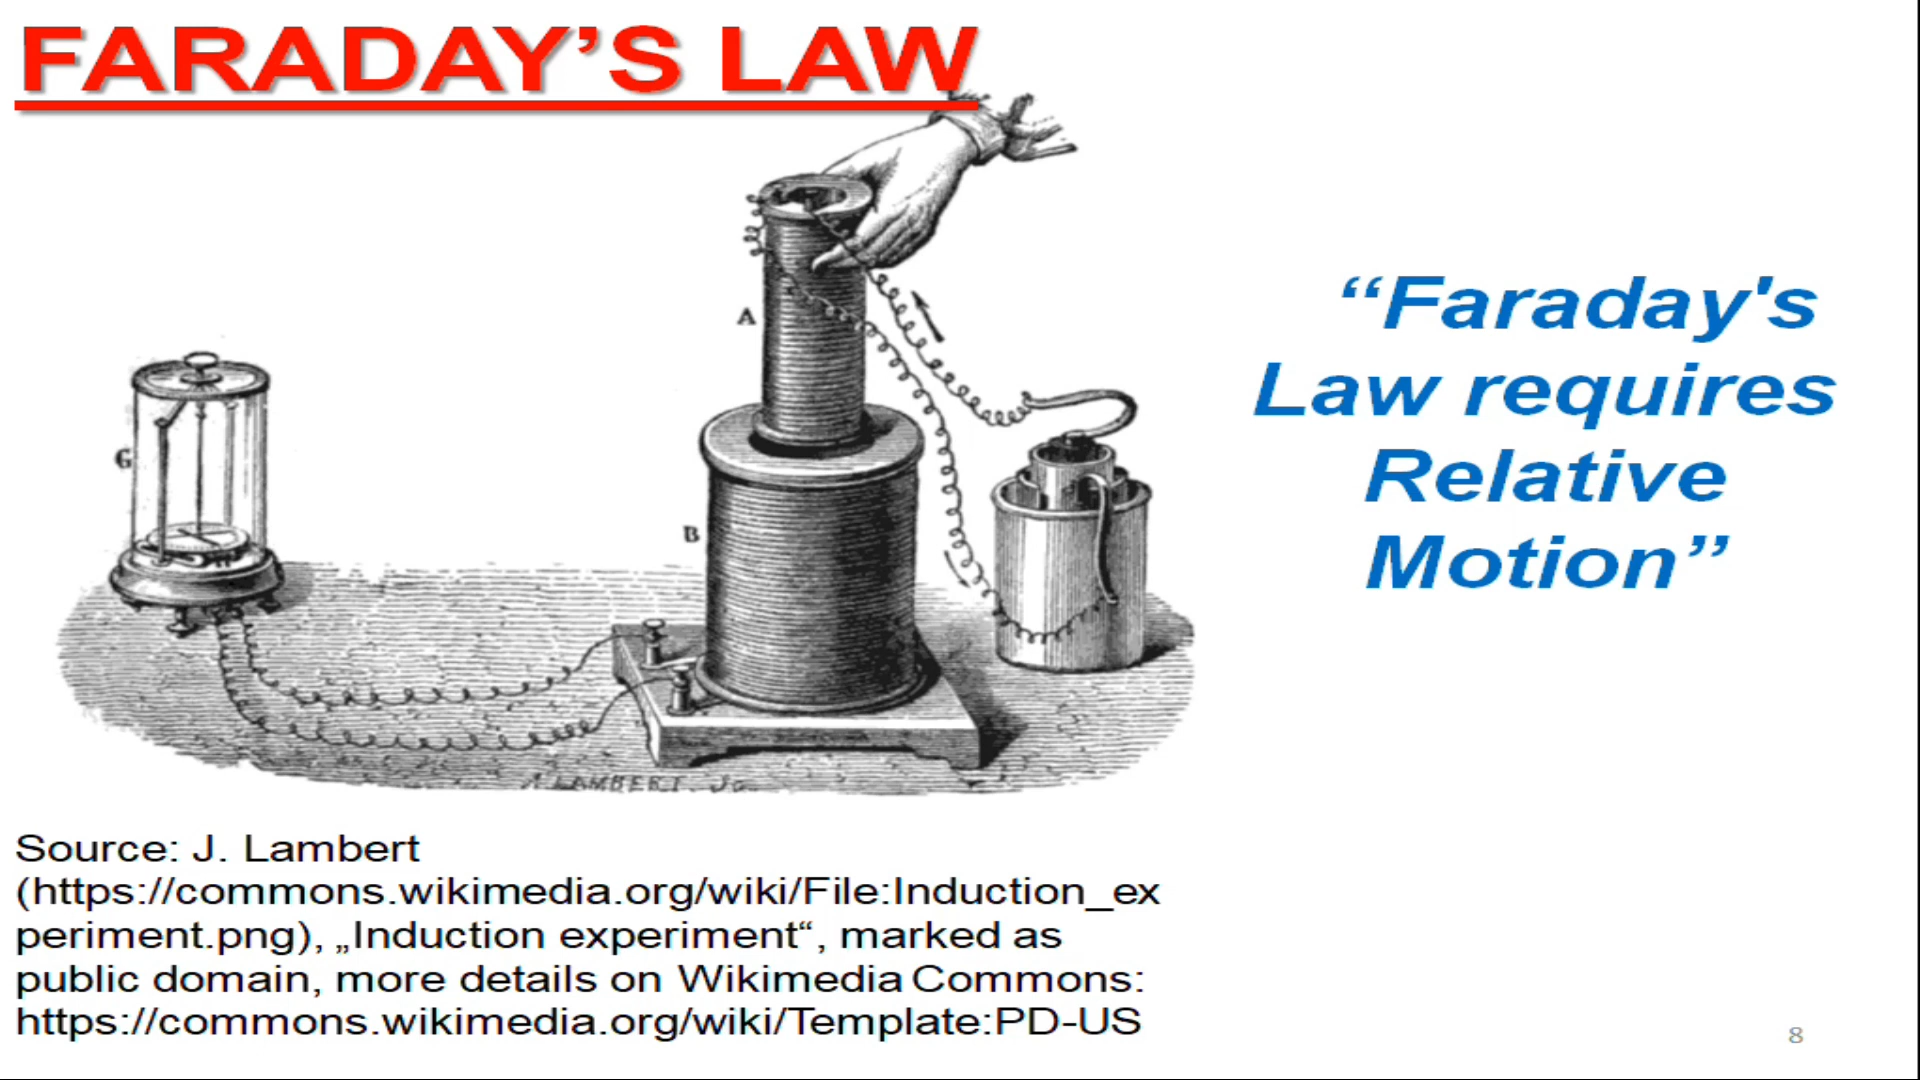 FARADAY’S LAW
A
G
B
“Faraday's
Law requires
Relative
Motion”
LAMBERT
Source: J. Lambert
(https://commons.wikimedia.org/wiki/File:Induction_ex
periment.png), „Induction experiment“, marked as
public domain, more details on Wikimedia Commons:
https://commons.wikimedia.org/wiki/Template:PD-US
8